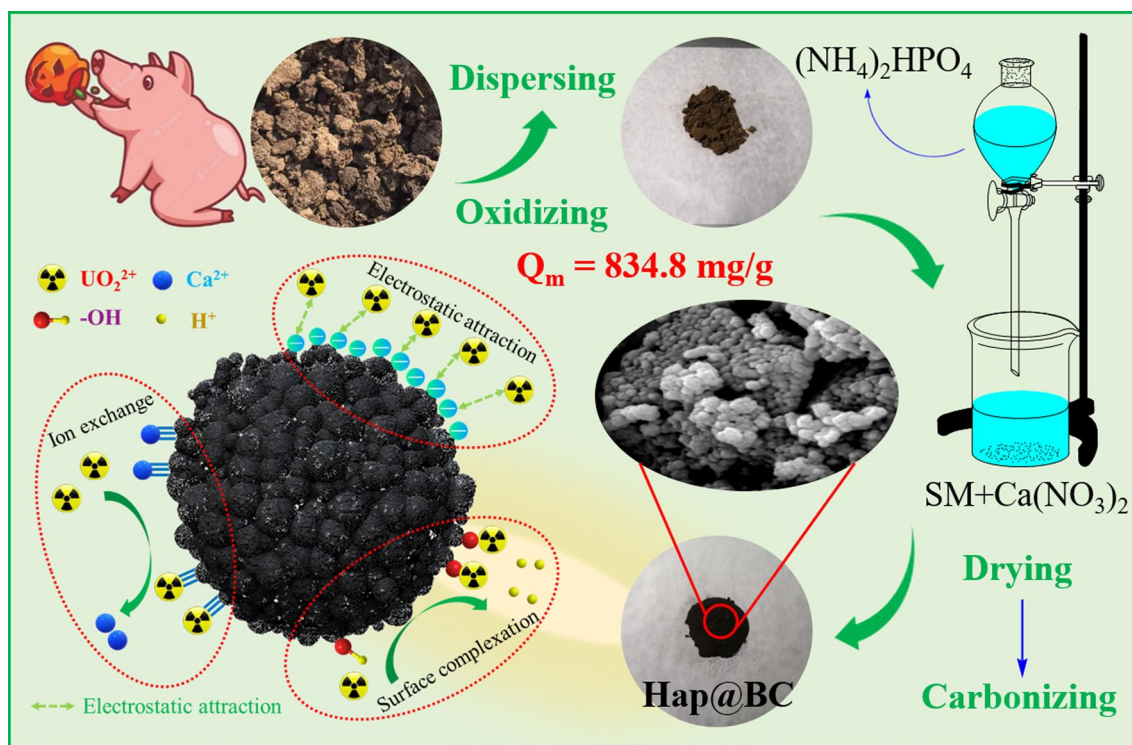 Dispersing
Oxidizing
(NH₄)₂HPO₄
Qₘ = 834.8 mg/g
UO₂²⁺
Ca²⁺
-OH
H⁺
Electrostatic attraction
Ion exchange
Surface complexation
Electrostatic attraction
SM+Ca(NO₃)₂
Drying
Carbonizing
Hap@BC